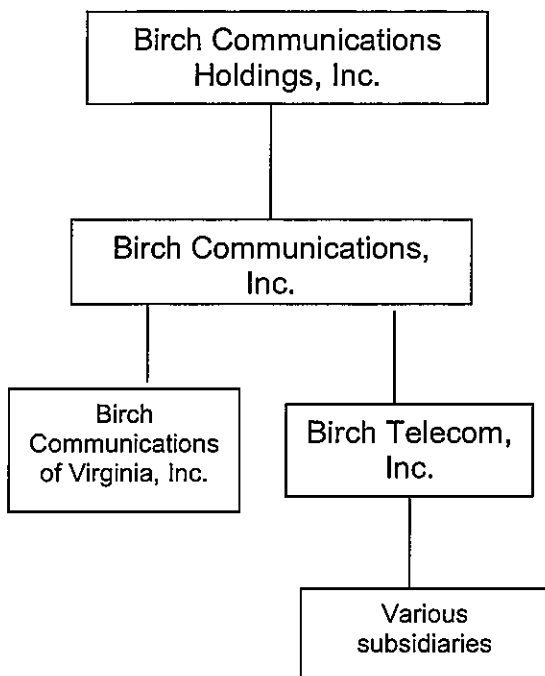 Birch Communications
Holdings, Inc.
Birch Communications,
Inc.
Birch
Communications
of Virginia, Inc.
Birch Telecom,
Inc.
Various
subsidiaries